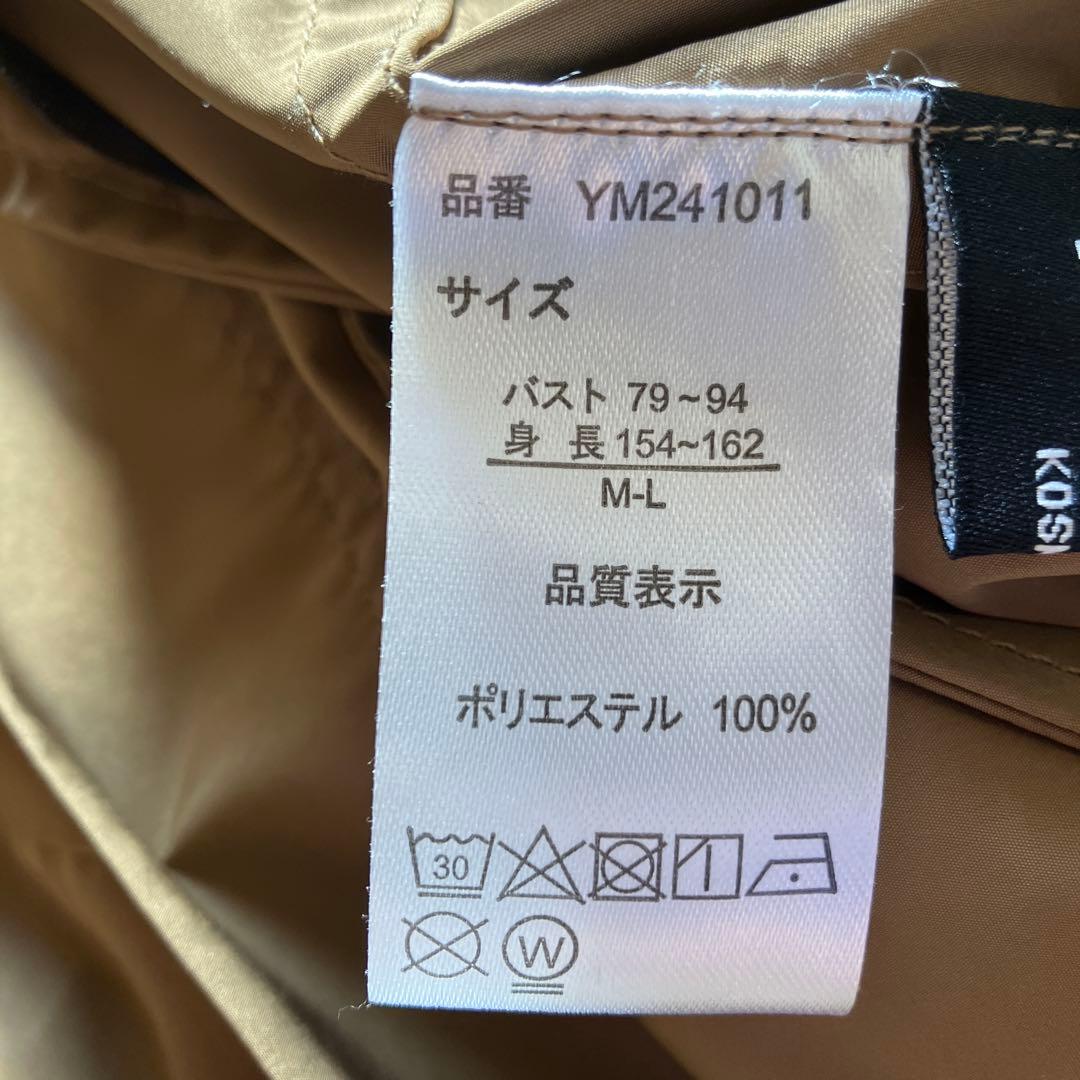 品番 YM241011
サイズ
バスト 79~94
身 長 154~162
M-L
品質表示
ポリエステル 100%
30
W